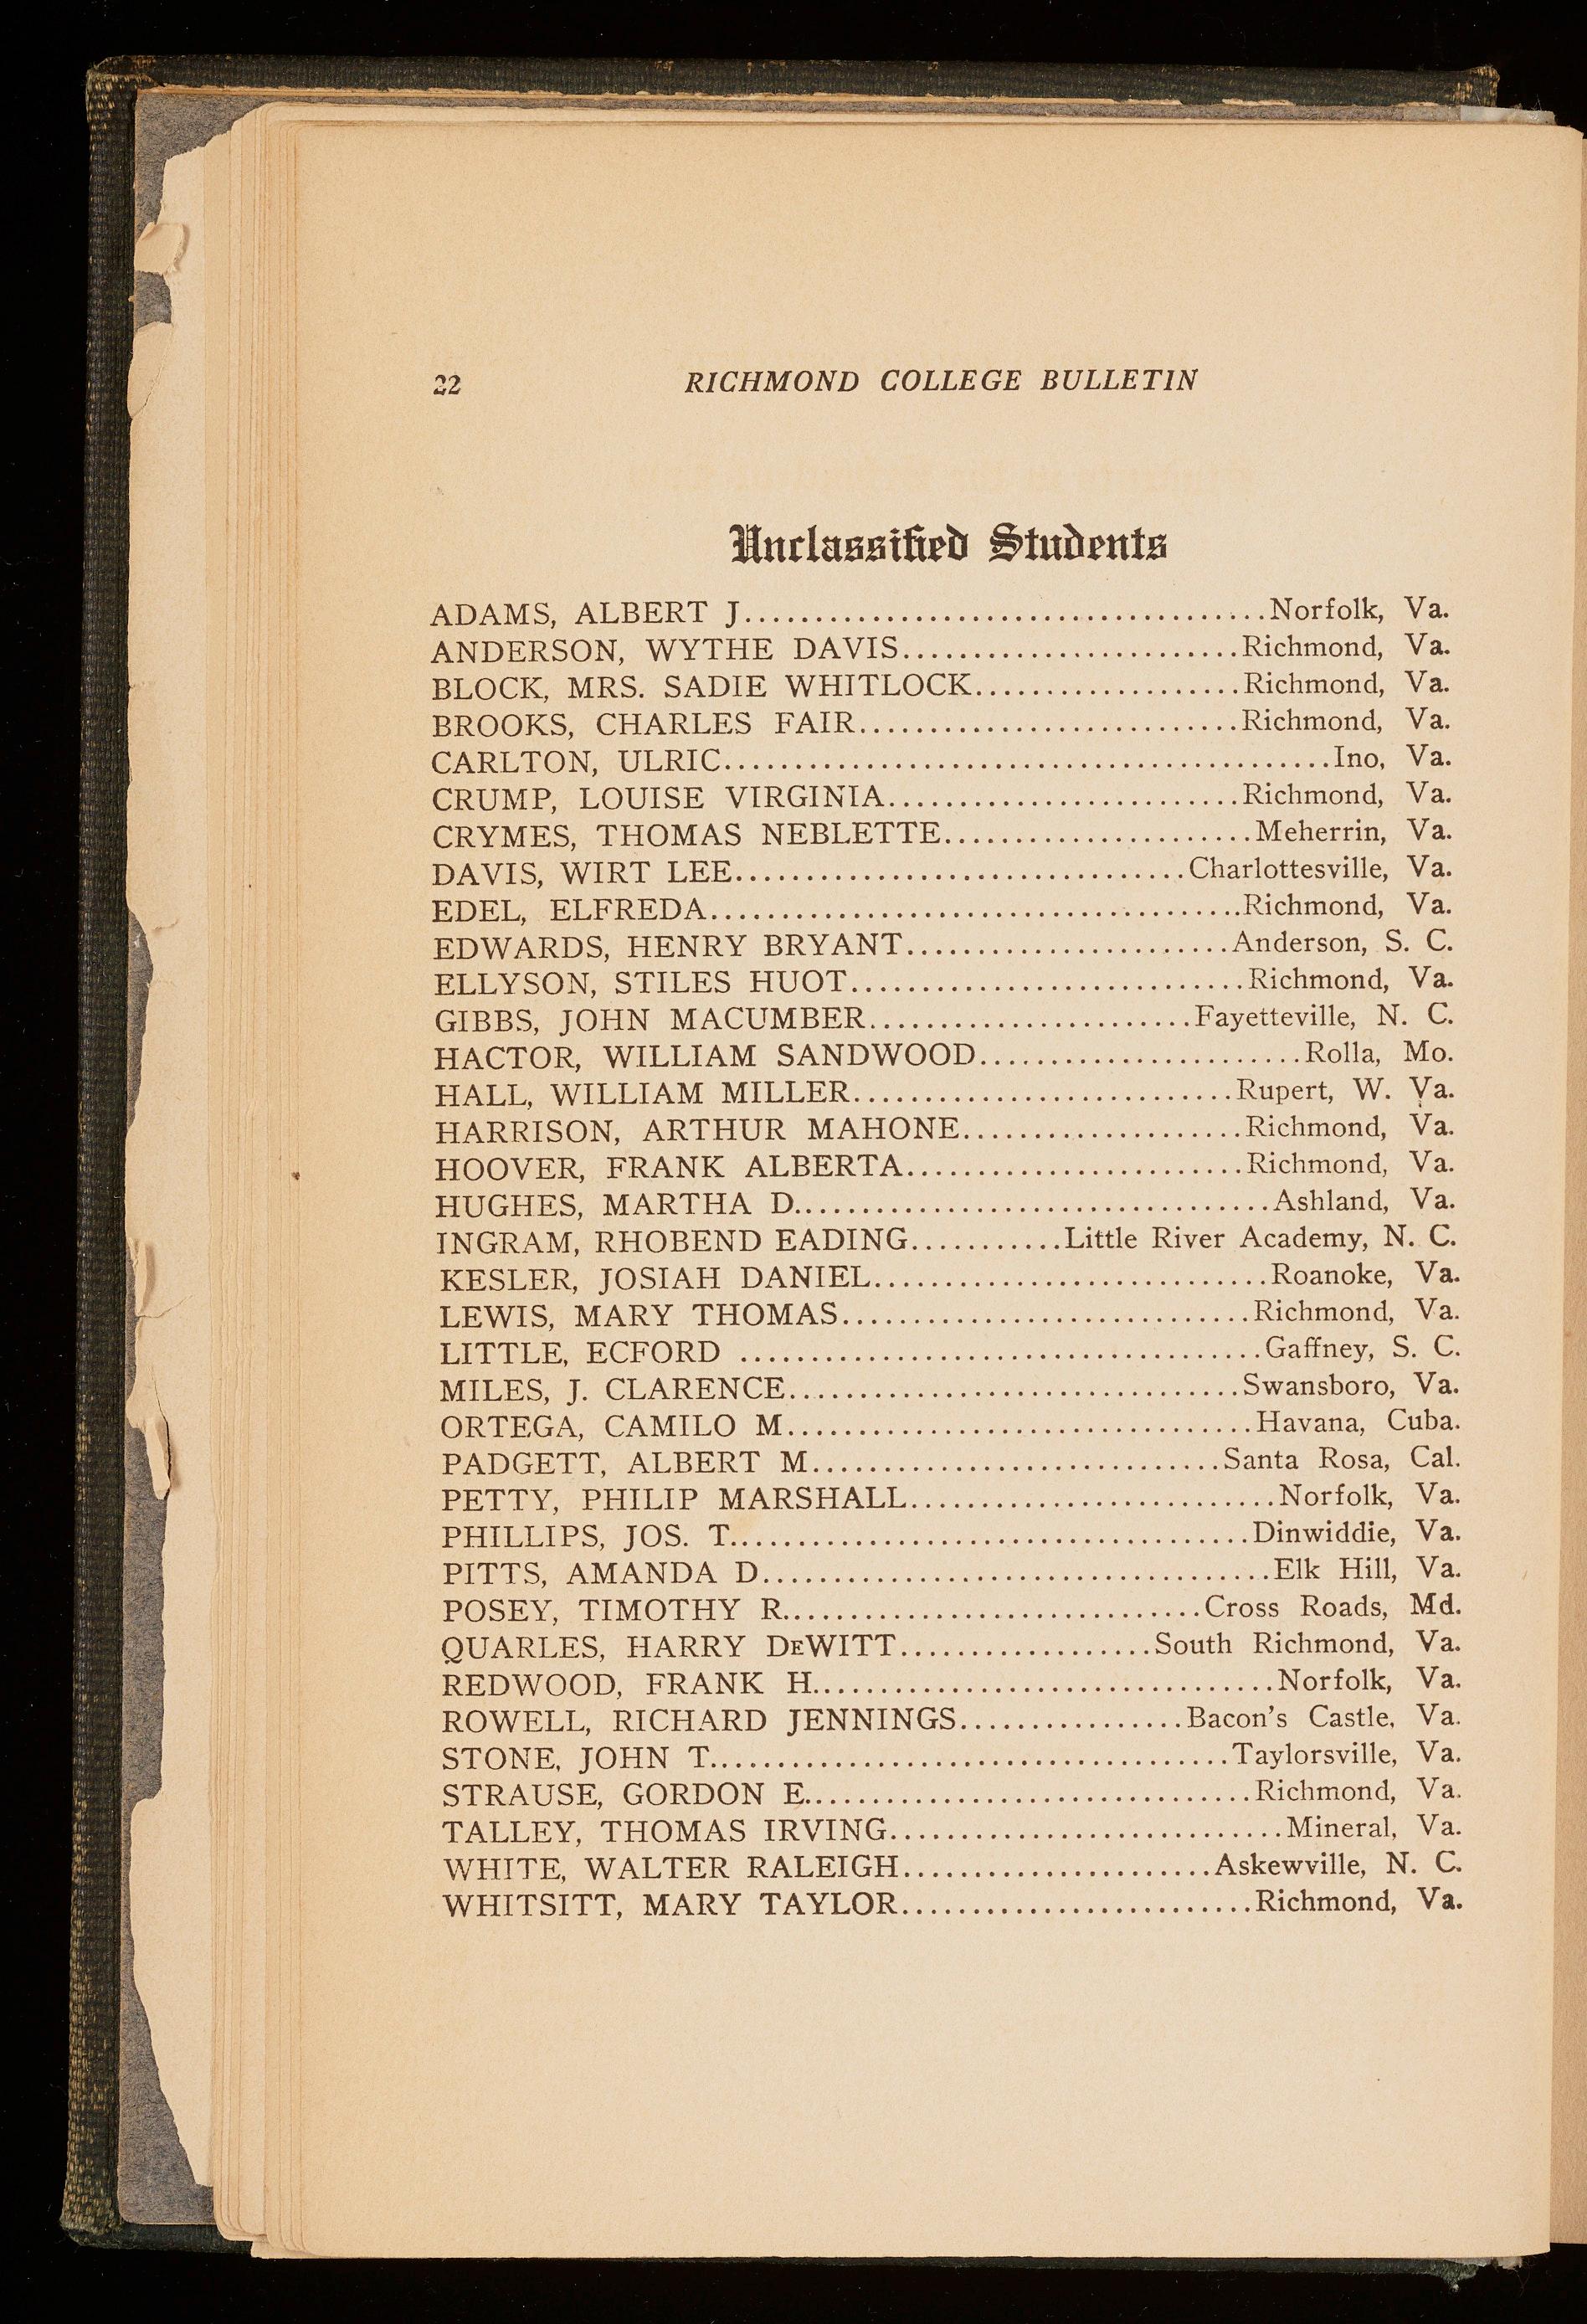 22 RICHMOND COLLEGE BULLETIN
Unclassified Students
ADAMS, ALBERT J.....................................Norfolk, Va.
ANDERSON, WYTHE DAVIS........................Richmond, Va.
BLOCK, MRS. SADIE WHITLOCK...................Richmond, Va.
BROOKS, CHARLES FAIR...........................Richmond, Va.
CARLTON, ULRIC...........................................Ino, Va.
CRUMP, LOUISE VIRGINIA.........................Richmond, Va.
CRYMES, THOMAS NEBLETTE......................Meherrin, Va.
DAVIS, WIRT LEE................................Charlottesville, Va.
EDEL, ELFREDA......................................Richmond, Va.
EDWARDS, HENRY BRYANT.......................Anderson, S. C.
ELLYSON, STILES HUOT............................Richmond, Va.
GIBBS, JOHN MACUMBER.......................Fayetteville, N. C.
HACTOR, WILLIAM SANDWOOD.......................Rolla, Mo.
HALL, WILLIAM MILLER...........................Rupert, W. Va.
HARRISON, ARTHUR MAHONE....................Richmond, Va.
HOOVER, FRANK ALBERTA........................Richmond, Va.
HUGHES, MARTHA D..................................Ashland, Va.
INGRAM, RHOBEND EADING...........Little River Academy, N. C.
KESLER, JOSIAH DANIEL............................Roanoke, Va.
LEWIS, MARY THOMAS.............................Richmond, Va.
LITTLE, ECFORD .....................................Gaffney, S. C.
MILES, J. CLARENCE................................Swansboro, Va.
ORTEGA, CAMILO M.................................Havana, Cuba.
PADGETT, ALBERT M.............................Santa Rosa, Cal.
PETTY, PHILIP MARSHALL..........................Norfolk, Va.
PHILLIPS, JOS. T.....................................Dinwiddie, Va.
PITTS, AMANDA D....................................Elk Hill, Va.
POSEY, TIMOTHY R..............................Cross Roads, Md.
QUARLES, HARRY DeWITT..................South Richmond, Va.
REDWOOD, FRANK H.................................Norfolk, Va.
ROWELL, RICHARD JENNINGS................Bacon's Castle, Va.
STONE, JOHN T.....................................Taylorsville, Va.
STRAUSE, GORDON E................................Richmond, Va.
TALLEY, THOMAS IRVING............................Mineral, Va.
WHITE, WALTER RALEIGH......................Askewville, N. C.
WHITSITT, MARY TAYLOR.........................Richmond, Va.